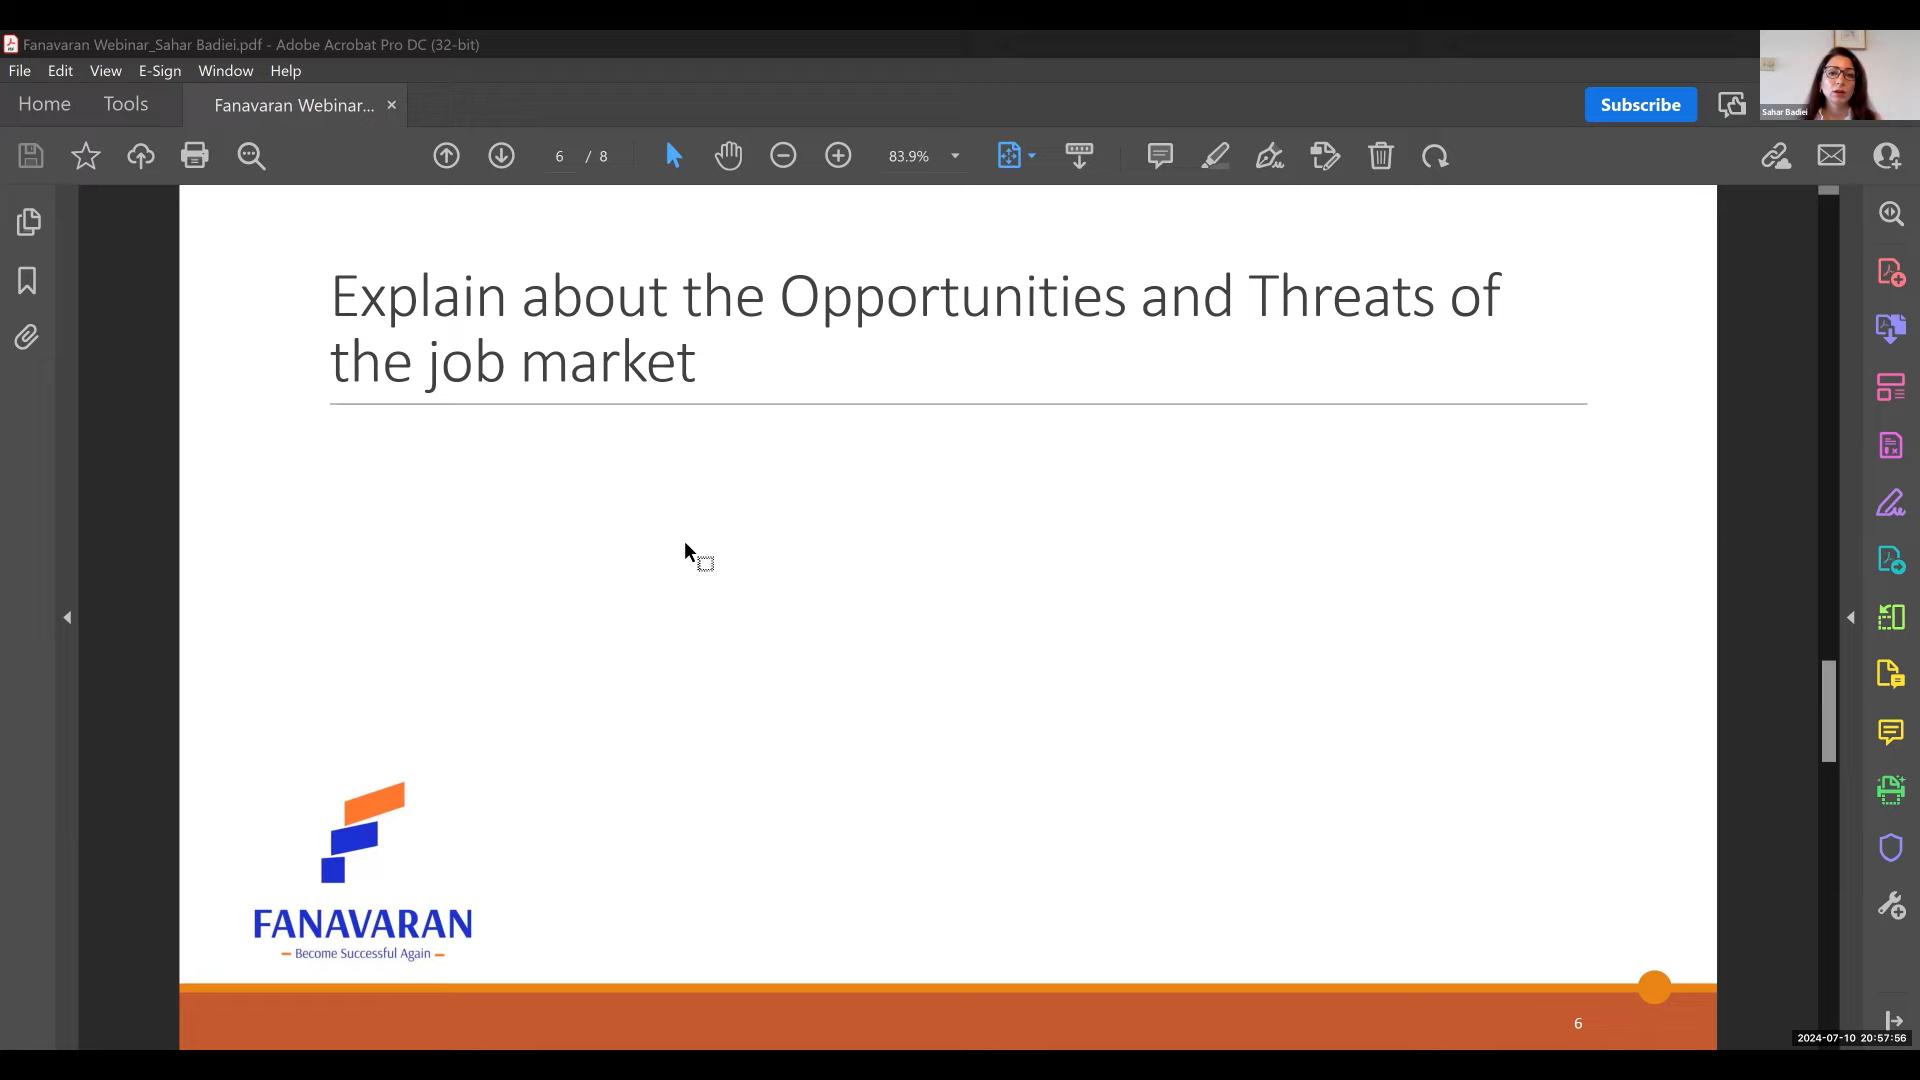 Fanavaran Webinar_Sahar Badiei.pdf - Adobe Acrobat Pro DC (32-bit)
File Edit View E-Sign Window Help
Home Tools Fanavaran Webinar... × Subscribe
Sahar Badiei
6 / 8 83.9%
Explain about the Opportunities and Threats of
the job market
FANAVARAN
Become Successful Again
6
2024-07-10 20:57:56